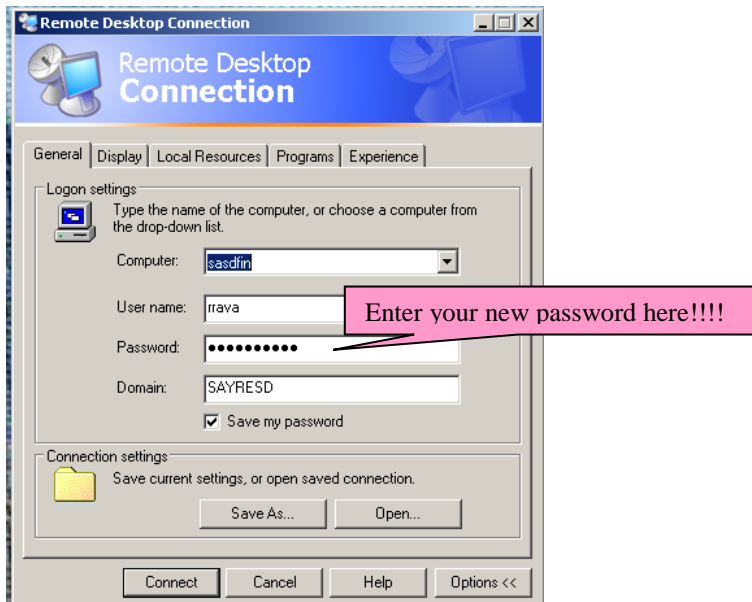 Remote Desktop Connection
Remote Desktop
Connection
General Display Local Resources Programs Experience
Logon settings
Type the name of the computer, or choose a computer from
the drop-down list.
Computer: sasdfin
User name: rrava
Enter your new password here!!!!
Password: ●●●●●●●●●●
Domain: SAYRESD
Save my password
Connection settings
Save current settings, or open saved connection.
Save As... Open...
Connect Cancel Help Options <<